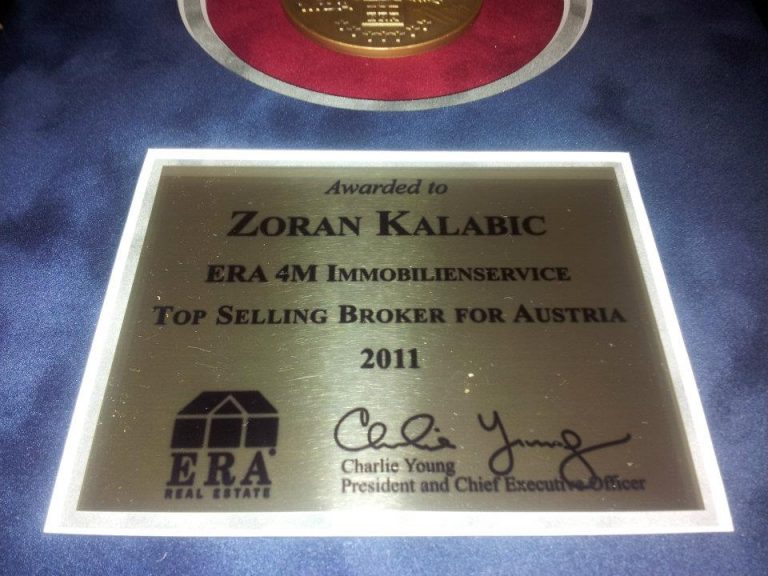 Awarded to
ZORAN KALABIC
ERA 4M IMMOBILIENSERVICE
TOP SELLING BROKER FOR AUSTRIA
2011
Charlie Young
ERA®
REAL ESTATE
Charlie Young
President and Chief Executive Officer